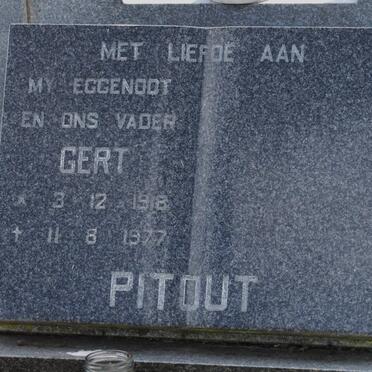 MET LIEFDE AAN
MY EGGENOOT
EN ONS VADER
GERT
* 3 · 12 · 1918
† 11 · 8 · 1977
PITOUT